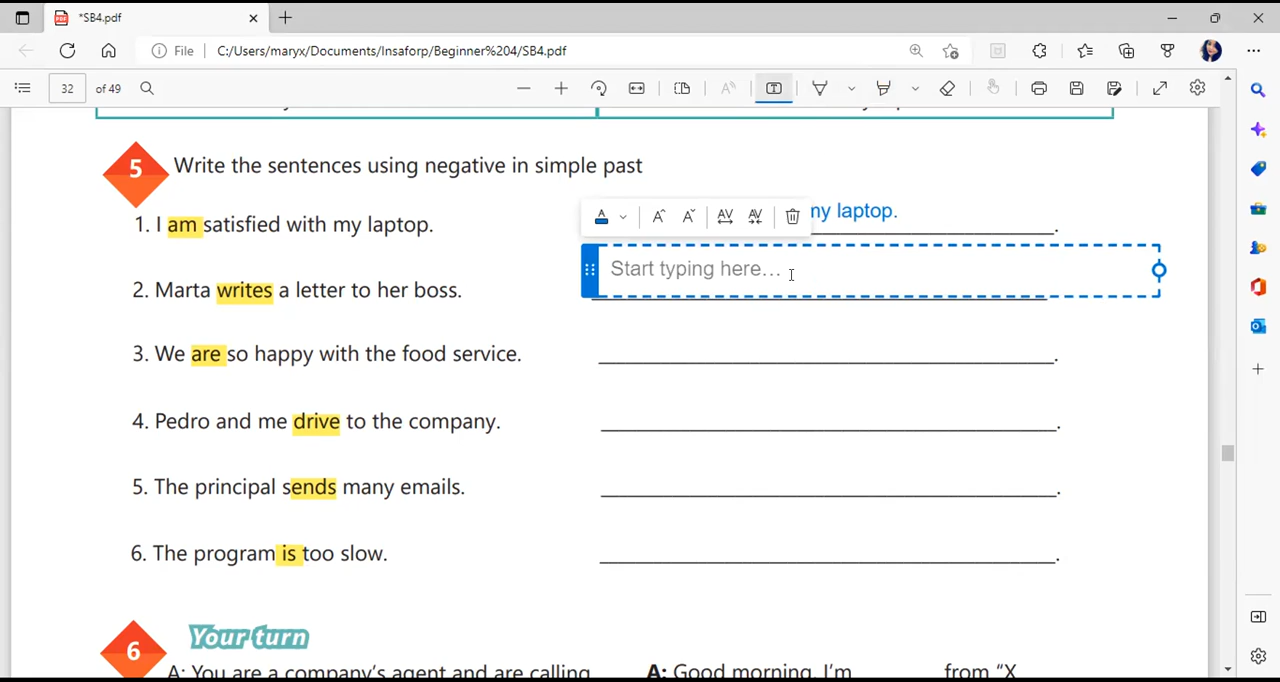 *SB4.pdf
File C:/Users/maryx/Documents/Insaforp/Beginner%204/SB4.pdf
32 of 49
5 Write the sentences using negative in simple past
1. I am satisfied with my laptop. my laptop.
Start typing here...
2. Marta writes a letter to her boss.
3. We are so happy with the food service.
4. Pedro and me drive to the company.
5. The principal sends many emails.
6. The program is too slow.
6 Your turn
A: You are a company's agent and are calling A: Good morning, I'm from "X